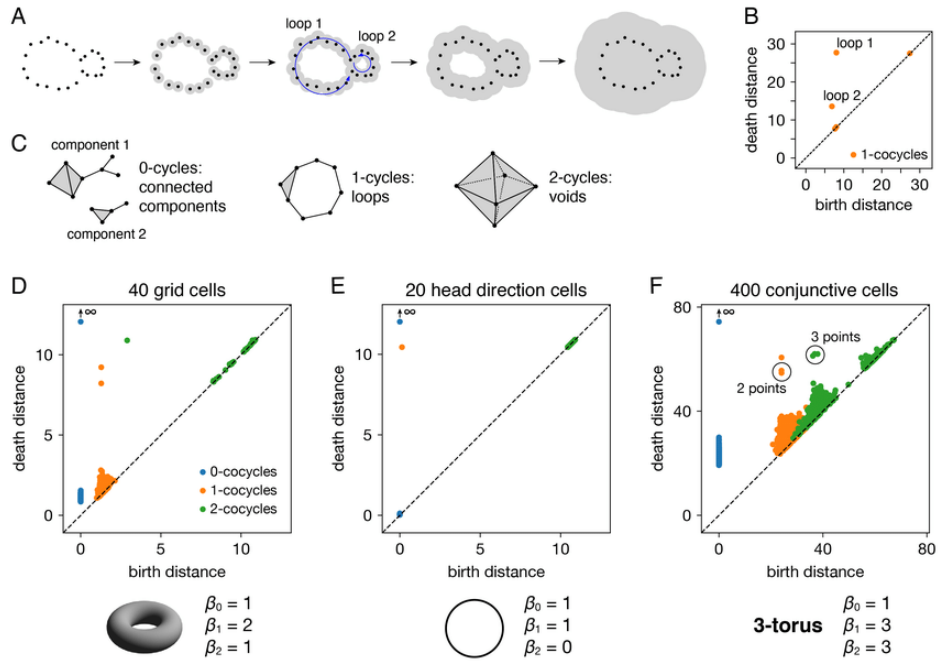 A
loop 1
loop 2
B
30
20
10
0
death distance
loop 1
loop 2
1-cocycles
0 10 20 30
birth distance
C
component 1
component 2
0-cycles:
connected
components
1-cycles:
loops
2-cycles:
voids
D
40 grid cells
∞
10
5
0
death distance
0-cocycles
1-cocycles
2-cocycles
0 5 10
birth distance
β0 = 1
β1 = 2
β2 = 1
E
20 head direction cells
∞
10
5
0
death distance
0 5 10
birth distance
β0 = 1
β1 = 1
β2 = 0
F
400 conjunctive cells
80
∞
3 points
2 points
40
0
death distance
0 40 80
birth distance
3-torus
β0 = 1
β1 = 3
β2 = 3